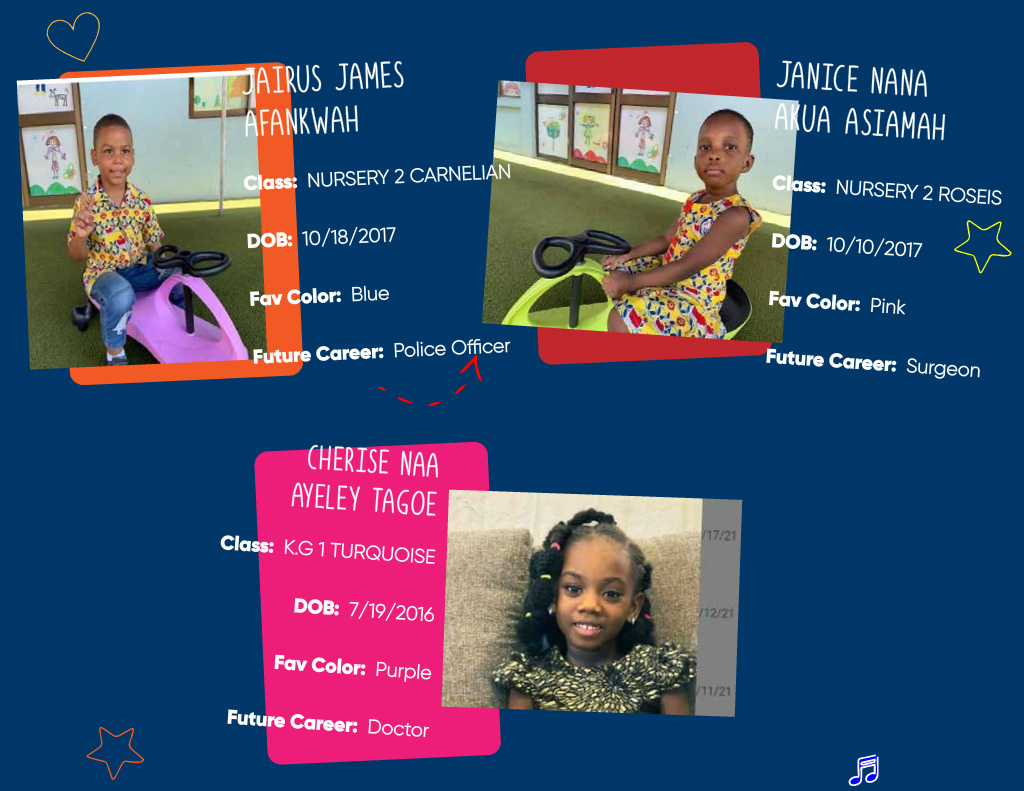 JAIRUS JAMES
AFANKWAH
Class: NURSERY 2 CARNELIAN
DOB: 10/18/2017
Fav Color: Blue
Future Career: Police Officer
JANICE NANA
AKUA ASIAMAH
Class: NURSERY 2 ROSEIS
DOB: 10/10/2017
Fav Color: Pink
Future Career: Surgeon
CHERISE NAA
AYELEY TAGOE
Class: K.G 1 TURQUOISE
DOB: 7/19/2016
Fav Color: Purple
Future Career: Doctor
/17/21
/12/21
/11/21